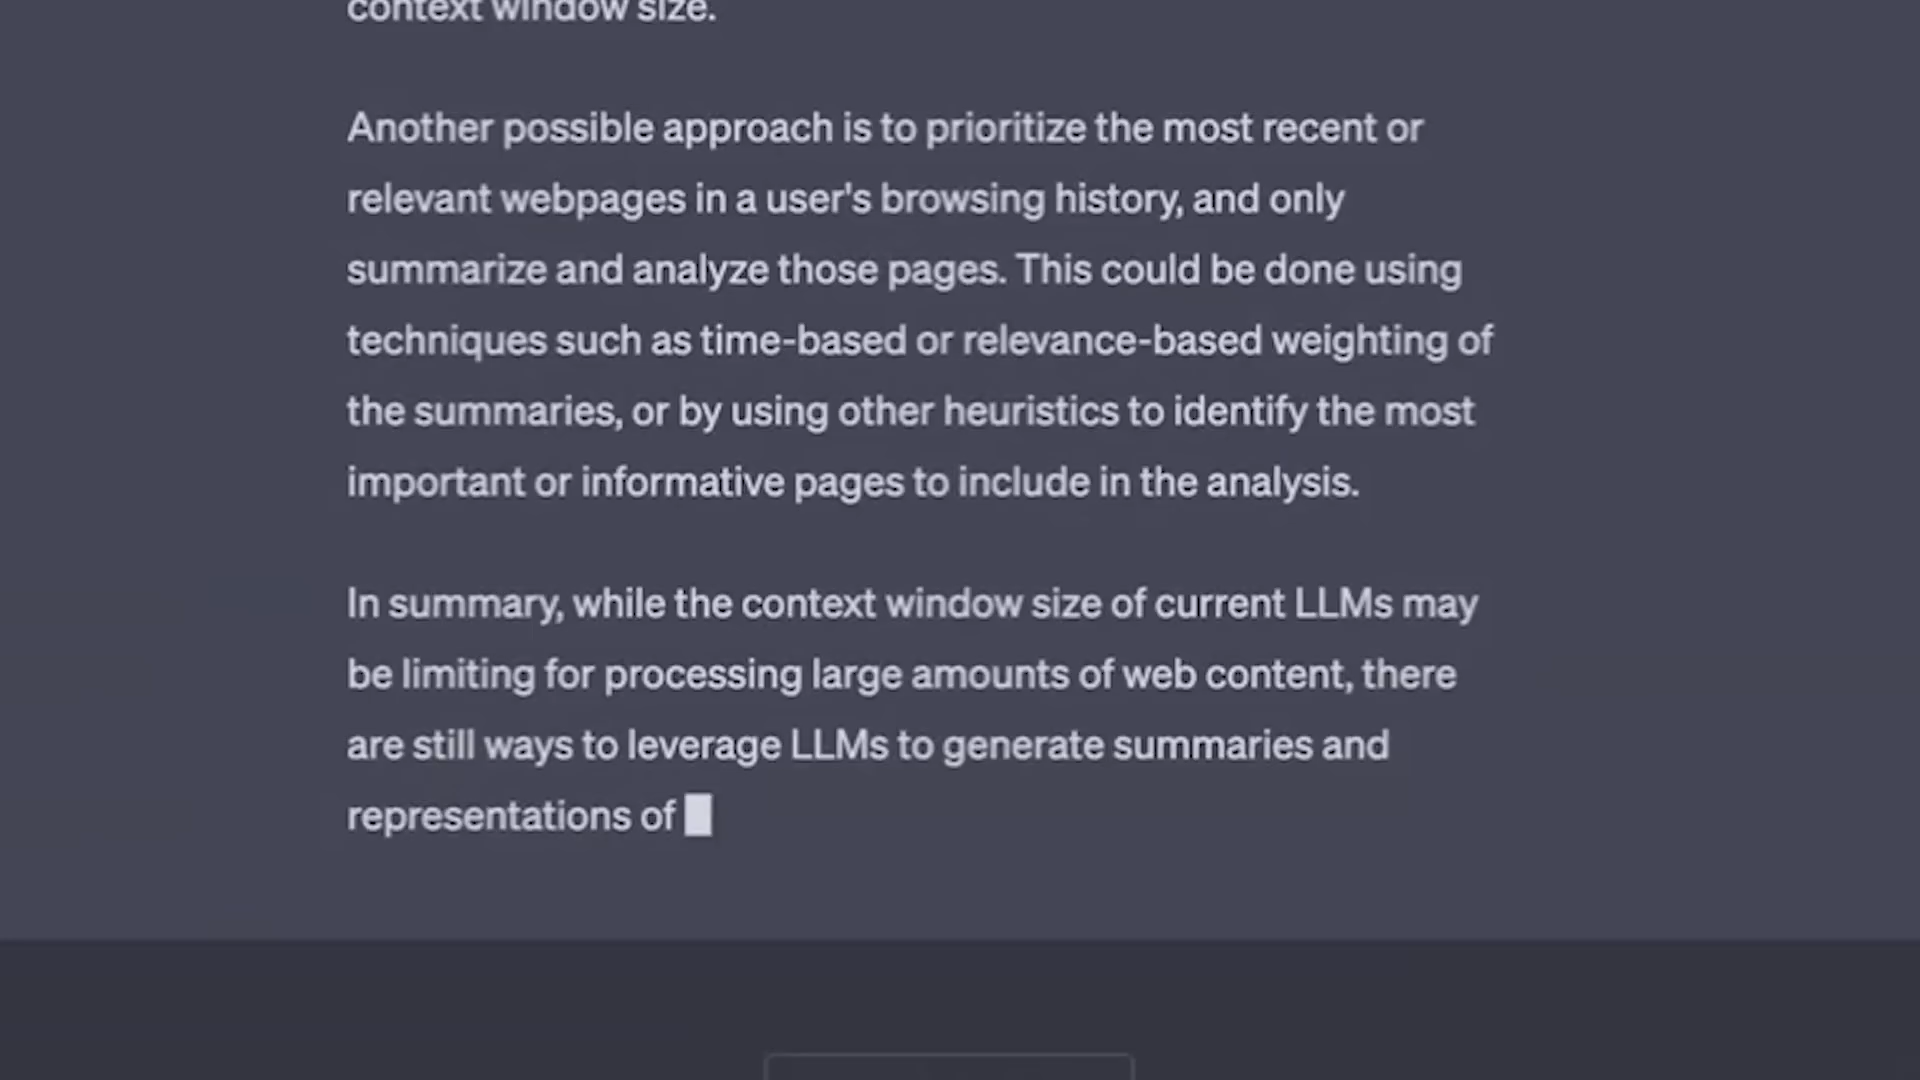 context window size.
Another possible approach is to prioritize the most recent or
relevant webpages in a user's browsing history, and only
summarize and analyze those pages. This could be done using
techniques such as time-based or relevance-based weighting of
the summaries, or by using other heuristics to identify the most
important or informative pages to include in the analysis.
In summary, while the context window size of current LLMs may
be limiting for processing large amounts of web content, there
are still ways to leverage LLMs to generate summaries and
representations of